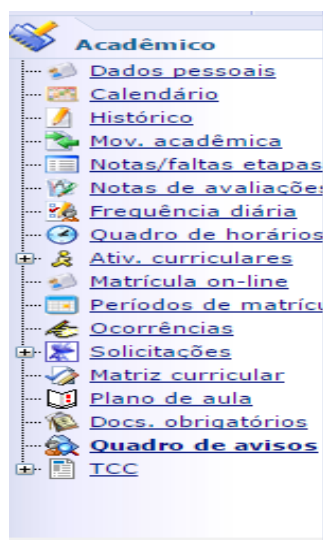 Acadêmico
Dados pessoais
Calendário
Histórico
Mov. acadêmica
Notas/faltas etapas
Notas de avaliações
Frequência diária
Quadro de horários
Ativ. curriculares
Matrícula on-line
Períodos de matrícu
Ocorrências
Solicitações
Matriz curricular
Plano de aula
Docs. obrigatórios
Quadro de avisos
TCC